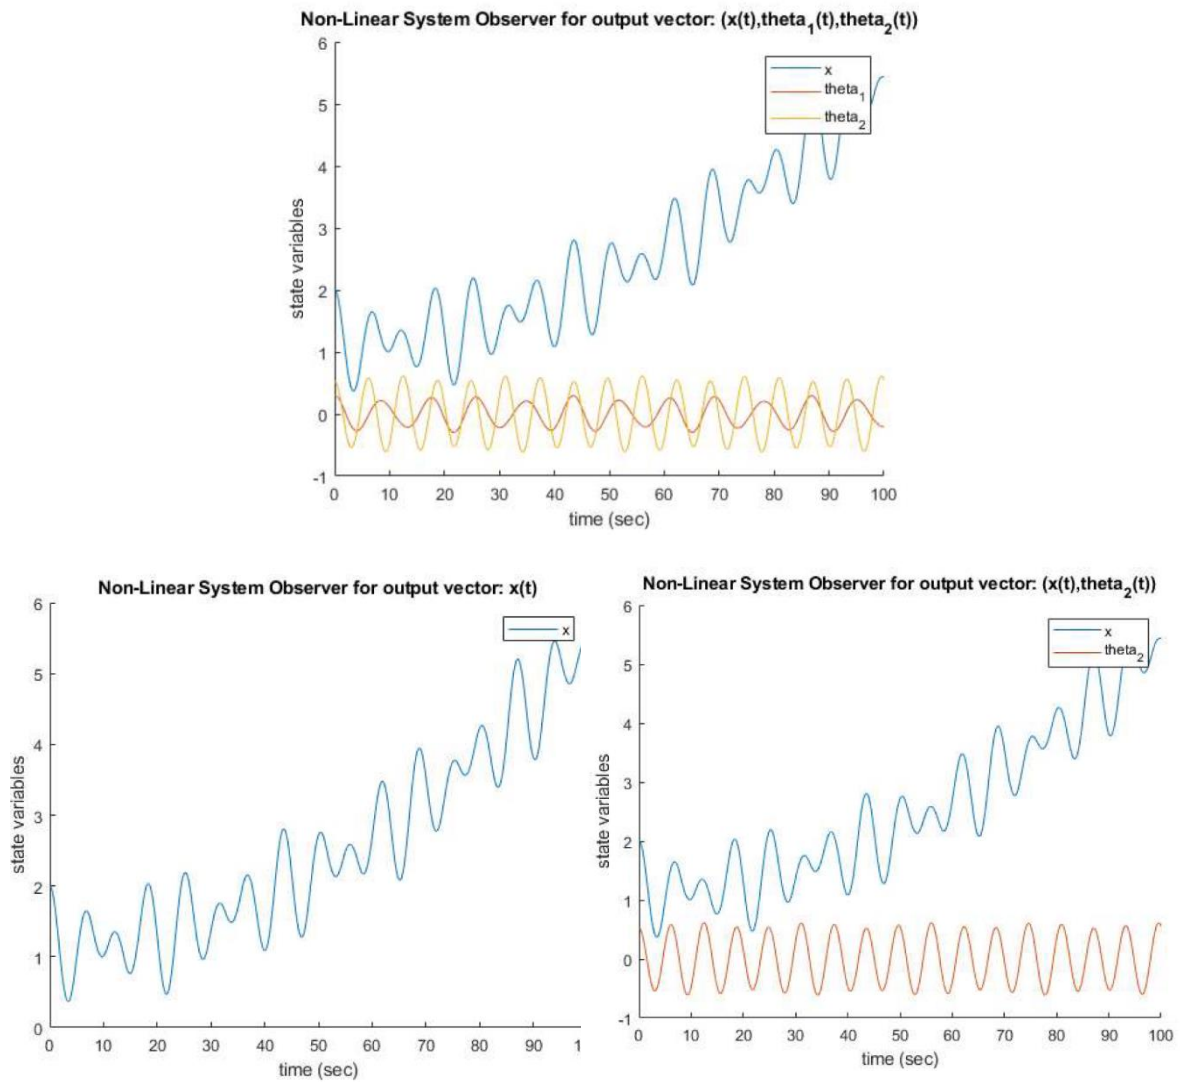 Non-Linear System Observer for output vector: (x(t),theta1(t),theta2(t))
6
5
4
3
2
1
0
-1
state variables
x
theta1
theta2
0 10 20 30 40 50 60 70 80 90 100
time (sec)
Non-Linear System Observer for output vector: x(t)
6
5
4
3
2
1
0
state variables
x
0 10 20 30 40 50 60 70 80 90 1
time (sec)
Non-Linear System Observer for output vector: (x(t),theta2(t))
6
5
4
3
2
1
0
-1
state variables
x
theta2
0 10 20 30 40 50 60 70 80 90 100
time (sec)